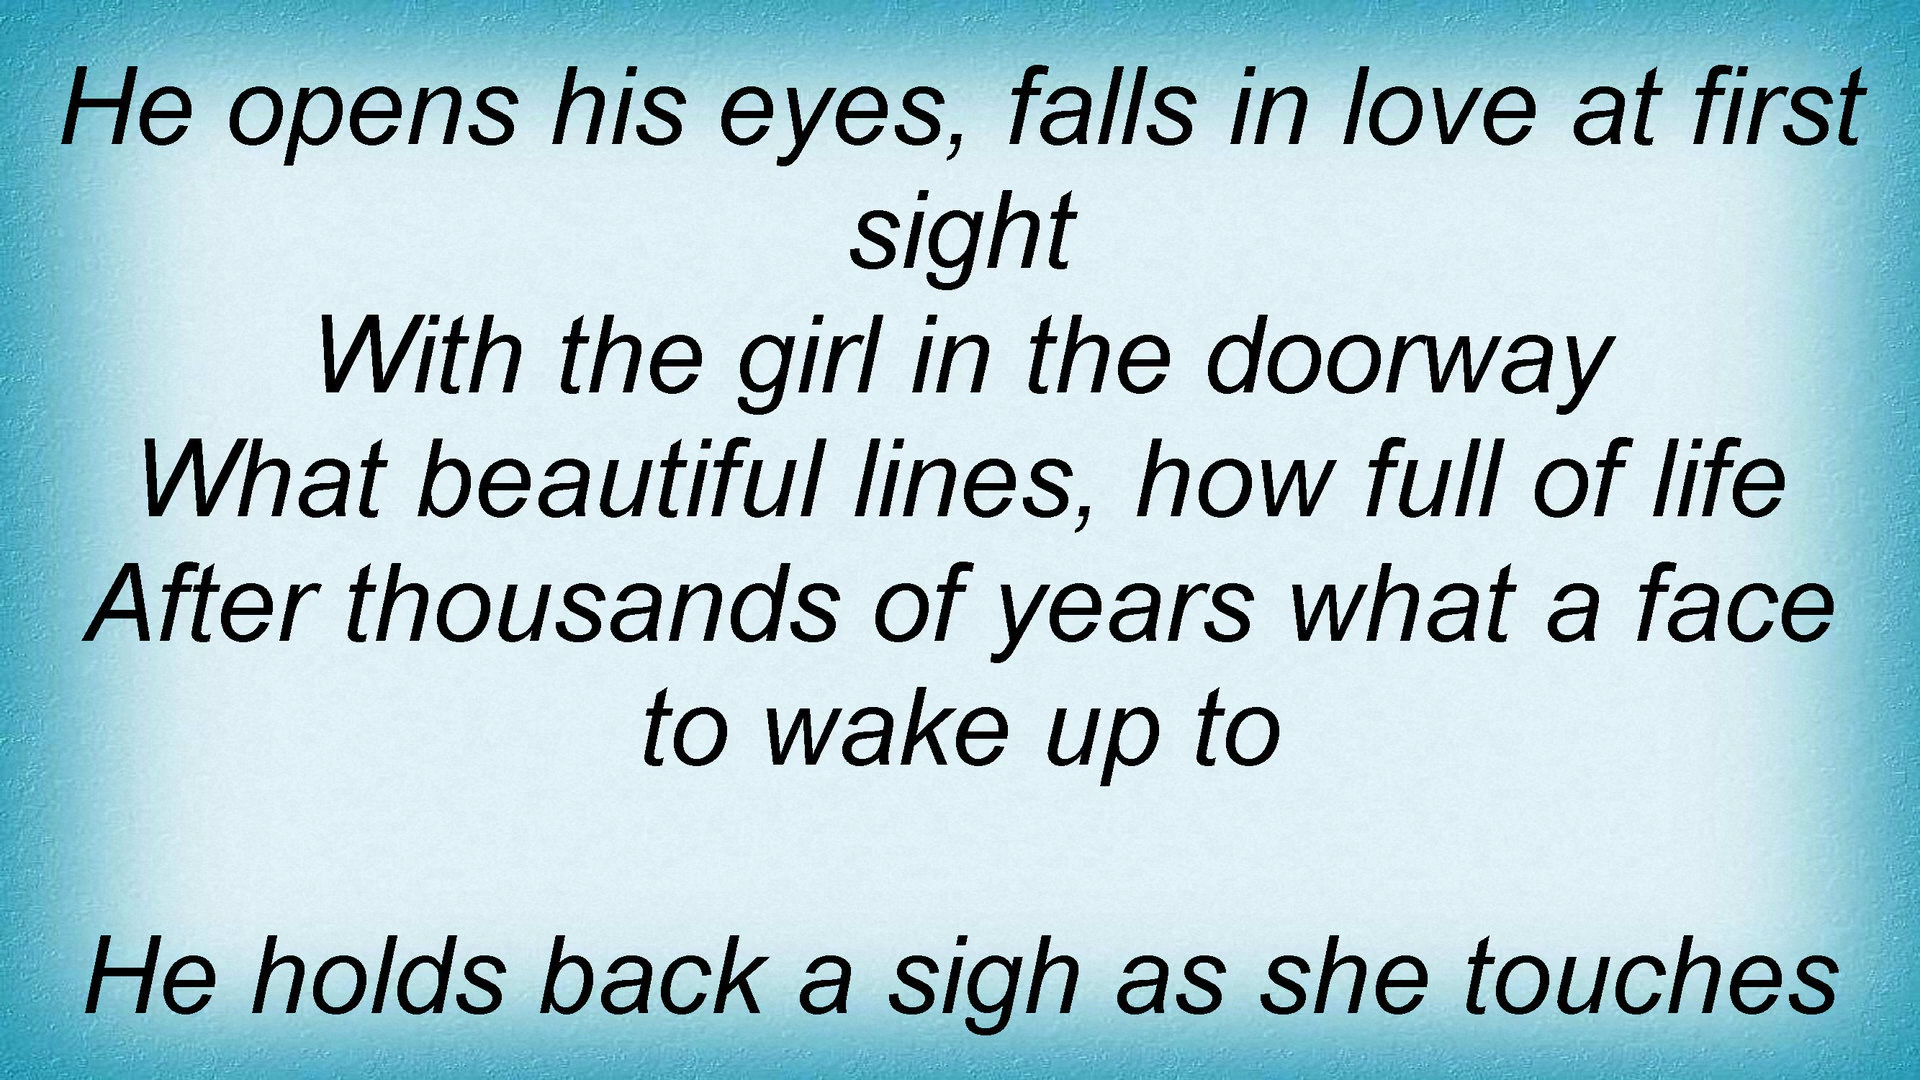 He opens his eyes, falls in love at first
sight
With the girl in the doorway
What beautiful lines, how full of life
After thousands of years what a face
to wake up to
He holds back a sigh as she touches